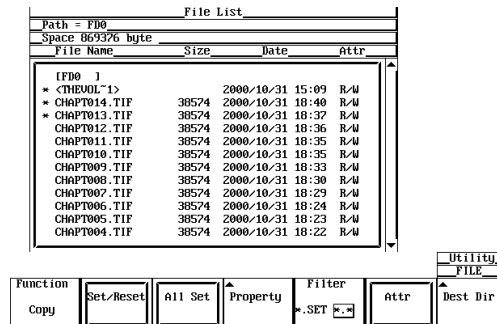 File List
Path = FD0
Space 869376 byte
File Name Size Date Attr
[FD0 ]
* <THEVOL~1> 2000/10/31 15:09 R/W
* CHAPT014.TIF 38574 2000/10/31 18:40 R/W
* CHAPT013.TIF 38574 2000/10/31 18:37 R/W
CHAPT012.TIF 38574 2000/10/31 18:36 R/W
CHAPT011.TIF 38574 2000/10/31 18:35 R/W
CHAPT010.TIF 38574 2000/10/31 18:35 R/W
CHAPT009.TIF 38574 2000/10/31 18:33 R/W
CHAPT008.TIF 38574 2000/10/31 18:30 R/W
CHAPT007.TIF 38574 2000/10/31 18:29 R/W
CHAPT006.TIF 38574 2000/10/31 18:24 R/W
CHAPT005.TIF 38574 2000/10/31 18:23 R/W
CHAPT004.TIF 38574 2000/10/31 18:22 R/W
Utility
FILE
Function
Copy
Set/Reset
All Set
Property
Filter
*.SET *.*
Attr
Dest Dir